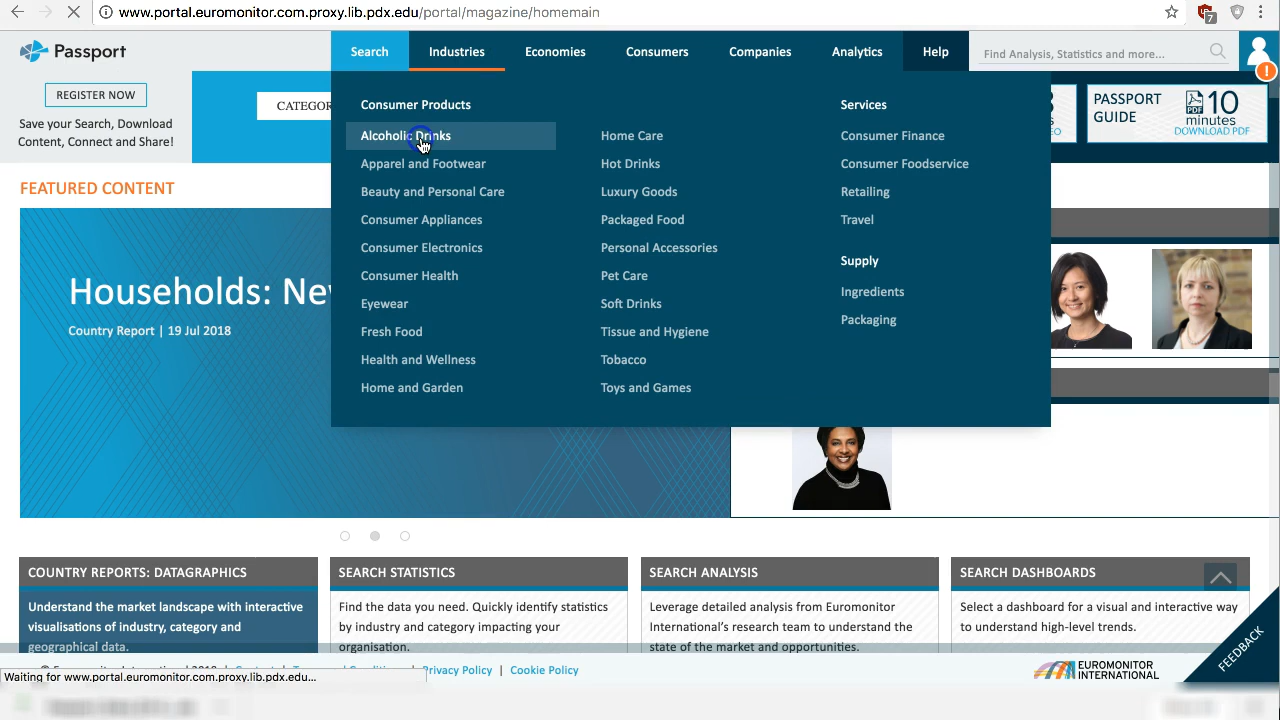 www.portal.euromonitor.com.proxy.lib.pdx.edu/portal/magazine/homemain
7
Passport
Search
Industries
Economies
Consumers
Companies
Analytics
Help
Find Analysis, Statistics and more...
!
REGISTER NOW
Save your Search, Download
Content, Connect and Share!
CATEGOR
Consumer Products
Alcoholic Drinks
Apparel and Footwear
Beauty and Personal Care
Consumer Appliances
Consumer Electronics
Consumer Health
Eyewear
Fresh Food
Health and Wellness
Home and Garden
Home Care
Hot Drinks
Luxury Goods
Packaged Food
Personal Accessories
Pet Care
Soft Drinks
Tissue and Hygiene
Tobacco
Toys and Games
Services
Consumer Finance
Consumer Foodservice
Retailing
Travel
Supply
Ingredients
Packaging
PASSPORT
GUIDE
PDF
10
minutes
DOWNLOAD PDF
FEATURED CONTENT
Households: Ne
Country Report | 19 Jul 2018
COUNTRY REPORTS: DATAGRAPHICS
Understand the market landscape with interactive
visualisations of industry, category and
geographical data.
SEARCH STATISTICS
Find the data you need. Quickly identify statistics
by industry and category impacting your
organisation.
SEARCH ANALYSIS
Leverage detailed analysis from Euromonitor
International's research team to understand the
state of the market and opportunities.
SEARCH DASHBOARDS
Select a dashboard for a visual and interactive way
to understand high-level trends.
FEEDBACK
Privacy Policy | Cookie Policy
EUROMONITOR
INTERNATIONAL
Waiting for www.portal.euromonitor.com.proxy.lib.pdx.edu...